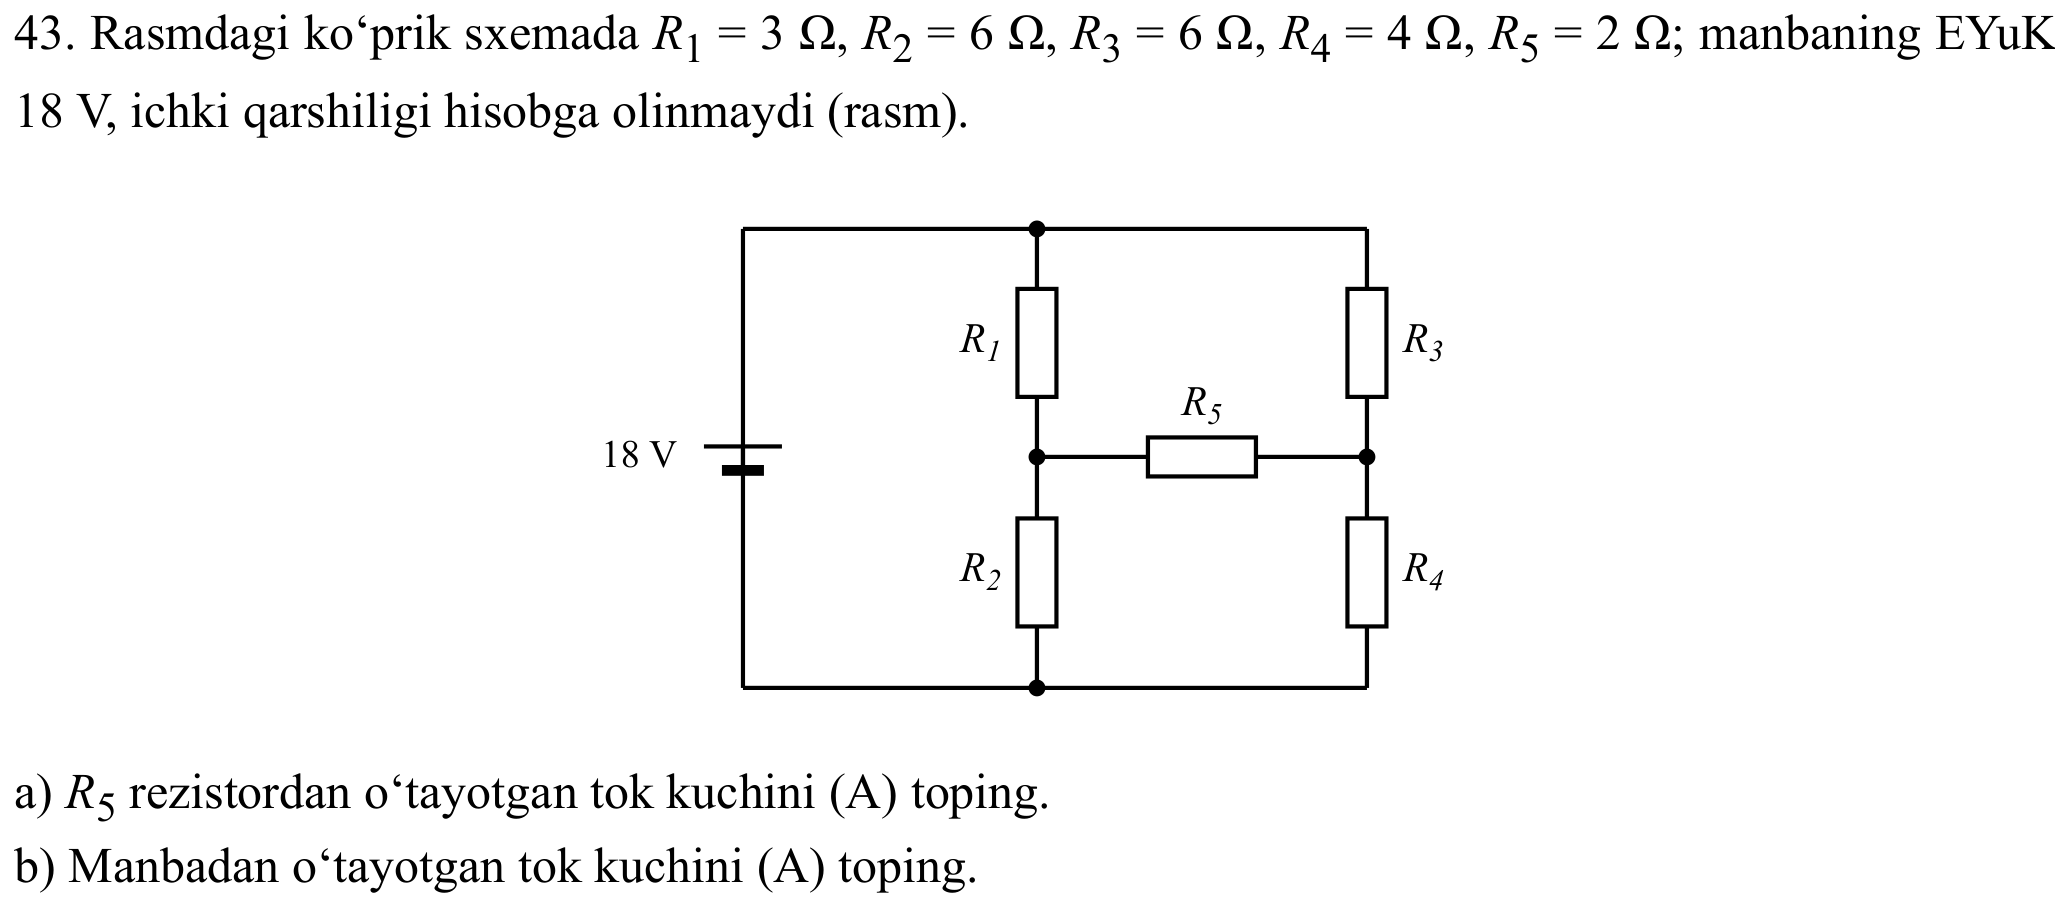 43. Rasmdagi ko‘prik sxemada R₁ = 3 Ω, R₂ = 6 Ω, R₃ = 6 Ω, R₄ = 4 Ω, R₅ = 2 Ω; manbaning EYuK
18 V, ichki qarshiligi hisobga olinmaydi (rasm).
R₁
R₃
R₅
18 V
R₂
R₄
a) R₅ rezistordan o‘tayotgan tok kuchini (A) toping.
b) Manbadan o‘tayotgan tok kuchini (A) toping.